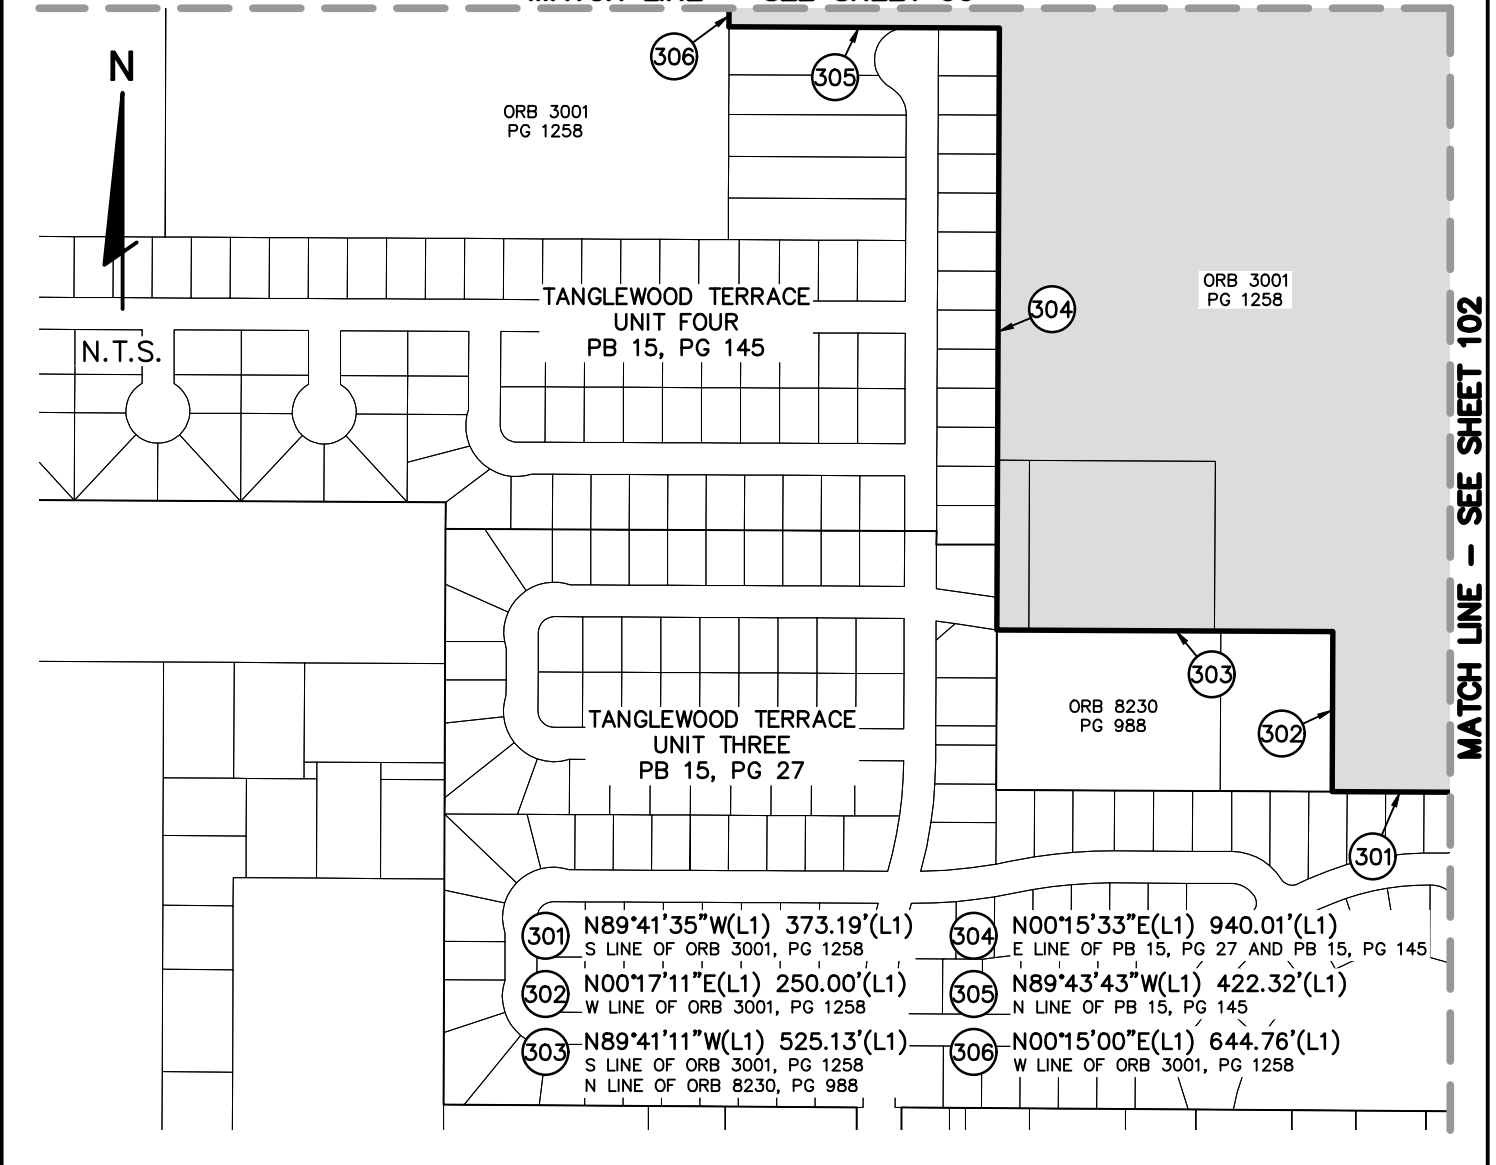 N
306
305
ORB 3001
PG 1258
ORB 3001
PG 1258
304
TANGLEWOOD TERRACE
UNIT FOUR
PB 15, PG 145
N.T.S.
MATCH LINE - SEE SHEET 102
303
ORB 8230
PG 988
302
TANGLEWOOD TERRACE
UNIT THREE
PB 15, PG 27
301
301 N89°41'35"W(L1) 373.19'(L1)
S LINE OF ORB 3001, PG 1258
302 N00°17'11"E(L1) 250.00'(L1)
W LINE OF ORB 3001, PG 1258
303 N89°41'11"W(L1) 525.13'(L1)
S LINE OF ORB 3001, PG 1258
N LINE OF ORB 8230, PG 988
304 N00°15'33"E(L1) 940.01'(L1)
E LINE OF PB 15, PG 27 AND PB 15, PG 145
305 N89°43'43"W(L1) 422.32'(L1)
N LINE OF PB 15, PG 145
306 N00°15'00"E(L1) 644.76'(L1)
W LINE OF ORB 3001, PG 1258